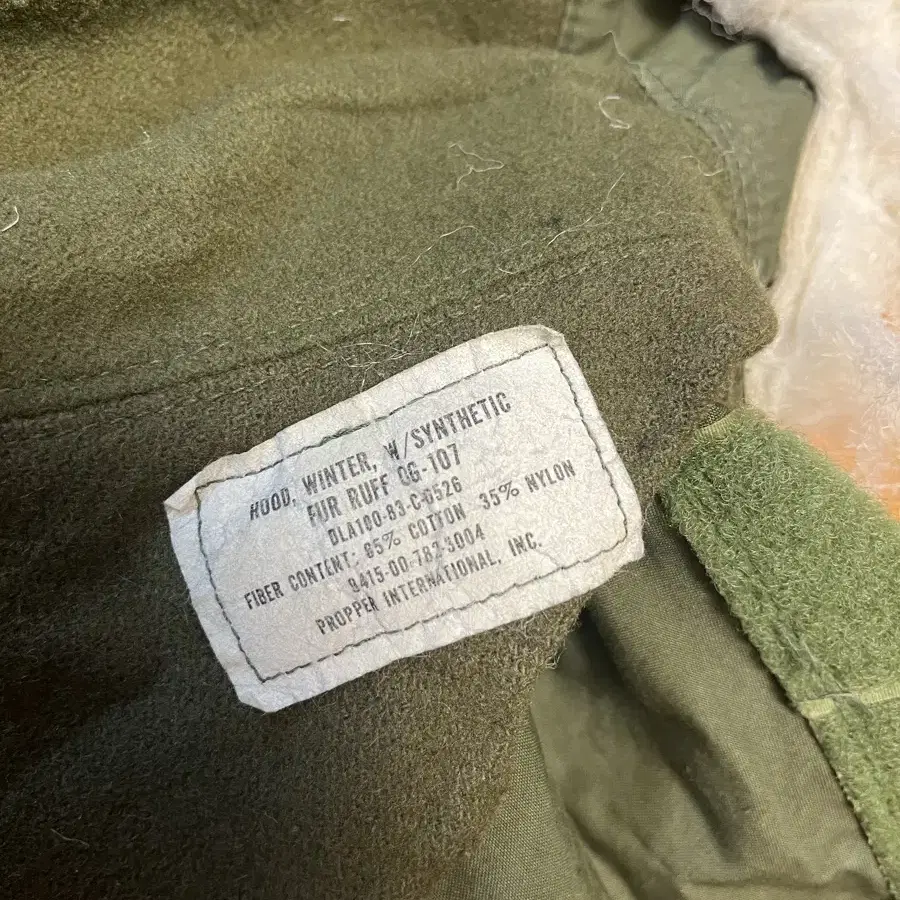 HOOD, WINTER, W/SYNTHETIC
FUR RUFF OG-107
DLA100-83-C-0526
FIBER CONTENT: 65% COTTON 35% NYLON
8415-00-782-3004
PROPPER INTERNATIONAL, INC.